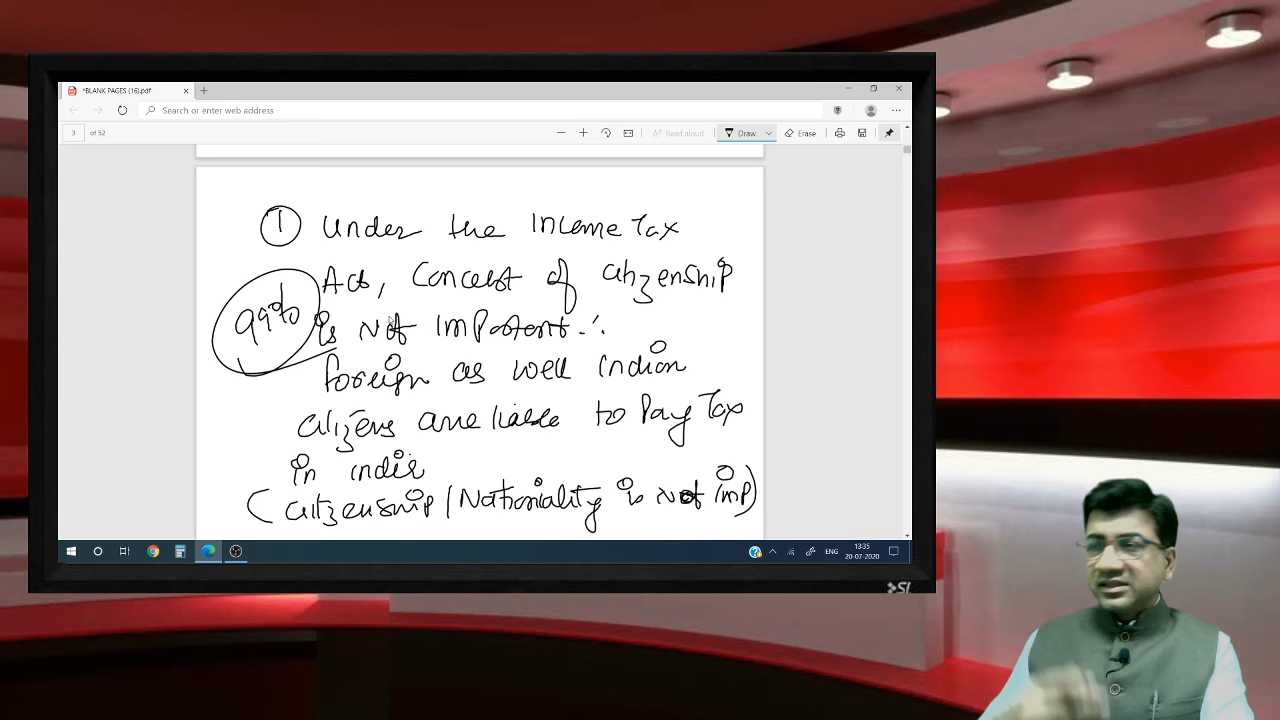 *BLANK PAGES (16).pdf
Search or enter web address
3 of 52
Read aloud
Draw
Erase
① Under the Income Tax
Act, Concept of citizenship
99% is Not Important ∴
foreign as well indian
citizens are liable to Pay Tax
in india
(citizenship / Nationality is Not imp)
ENG
13:35
20-07-2020